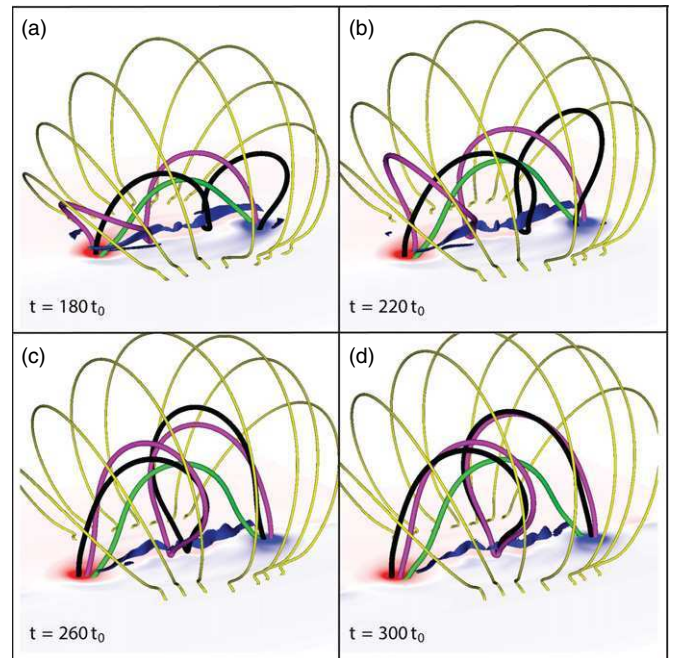 (a)
(b)
t = 180 t0
t = 220 t0
(c)
(d)
t = 260 t0
t = 300 t0